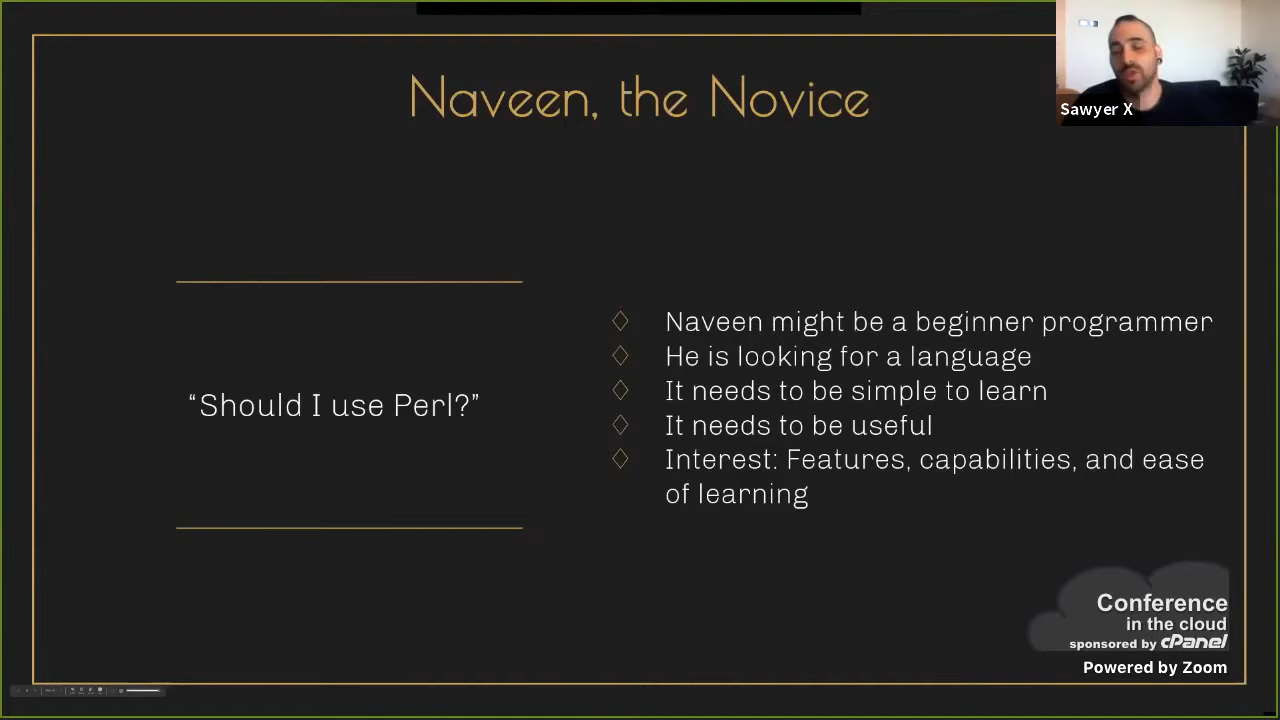 Naveen, the Novice
Sawyer X
“Should I use Perl?”
Naveen might be a beginner programmer
He is looking for a language
It needs to be simple to learn
It needs to be useful
Interest: Features, capabilities, and ease
of learning
Conference
in the cloud
sponsored by cPanel
Powered by Zoom